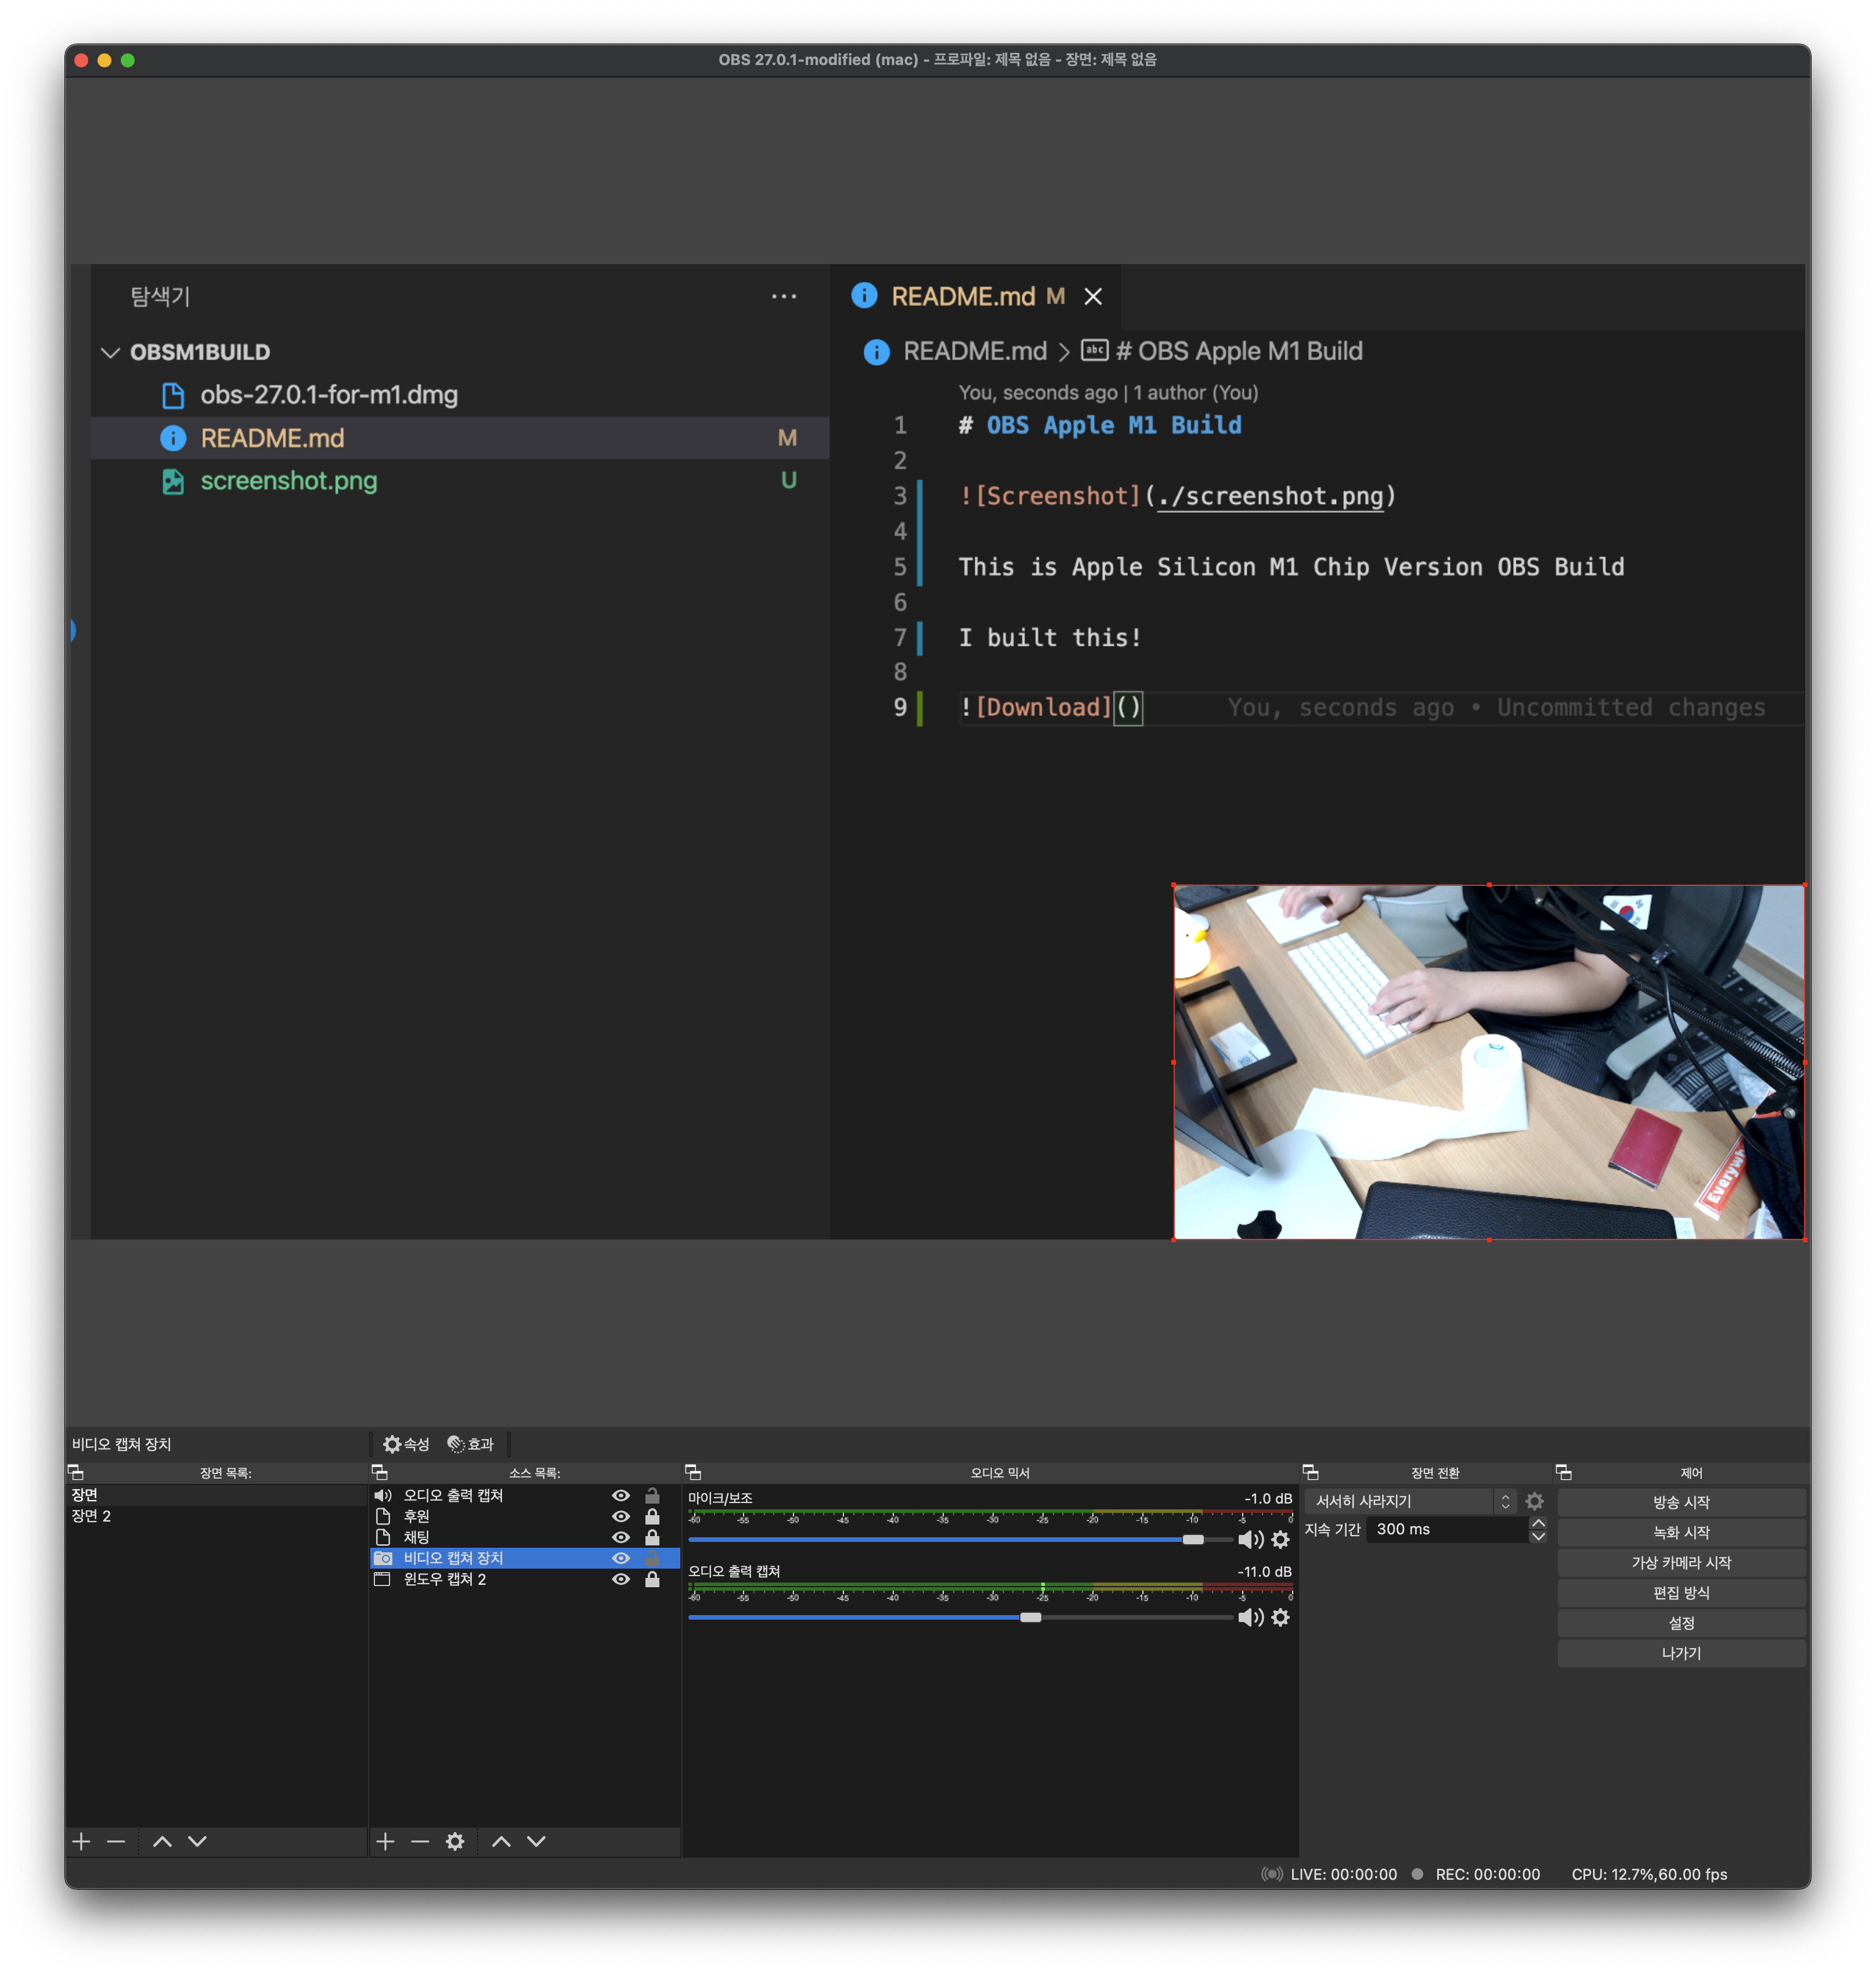 OBS 27.0.1-modified (mac) - 프로파일: 제목 없음 - 장면: 제목 없음
탐색기
OBSM1BUILD
obs-27.0.1-for-m1.dmg
README.md M
screenshot.png U
README.md M
README.md > abc # OBS Apple M1 Build
You, seconds ago | 1 author (You)
1 # OBS Apple M1 Build
2
3 ![Screenshot](./screenshot.png)
4
5 This is Apple Silicon M1 Chip Version OBS Build
6
7 I built this!
8
9 ![Download]() You, seconds ago • Uncommitted changes
비디오 캡쳐 장치
속성 효과
장면 목록:
장면
장면 2
소스 목록:
오디오 출력 캡쳐
후원
채팅
비디오 캡쳐 장치
윈도우 캡쳐 2
오디오 믹서
마이크/보조 -1.0 dB
-60 -55 -50 -45 -40 -35 -30 -25 -20 -15 -10 -5 0
오디오 출력 캡쳐 -11.0 dB
-60 -55 -50 -45 -40 -35 -30 -25 -20 -15 -10 -5 0
장면 전환
서서히 사라지기
지속 기간 300 ms
제어
방송 시작
녹화 시작
가상 카메라 시작
편집 방식
설정
나가기
LIVE: 00:00:00 REC: 00:00:00 CPU: 12.7%,60.00 fps